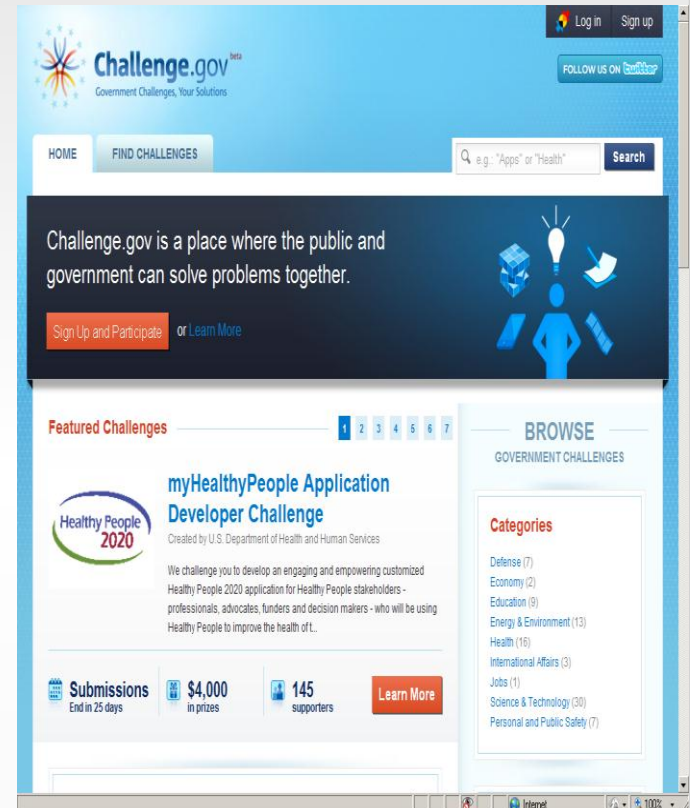 Log in Sign up
Challenge.gov beta
Government Challenges, Your Solutions
FOLLOW US ON twitter
HOME FIND CHALLENGES
e.g.: "Apps" or "Health" Search
Challenge.gov is a place where the public and
government can solve problems together.
Sign Up and Participate or Learn More
Featured Challenges 1 2 3 4 5 6 7
Healthy People
2020
myHealthyPeople Application
Developer Challenge
Created by U.S. Department of Health and Human Services
We challenge you to develop an engaging and empowering customized
Healthy People 2020 application for Healthy People stakeholders -
professionals, advocates, funders and decision makers - who will be using
Healthy People to improve the health of t...
Submissions
End in 25 days
$4,000
in prizes
145
supporters
Learn More
BROWSE
GOVERNMENT CHALLENGES
Categories
Defense (7)
Economy (2)
Education (9)
Energy & Environment (13)
Health (16)
International Affairs (3)
Jobs (1)
Science & Technology (30)
Personal and Public Safety (7)
Internet 100%